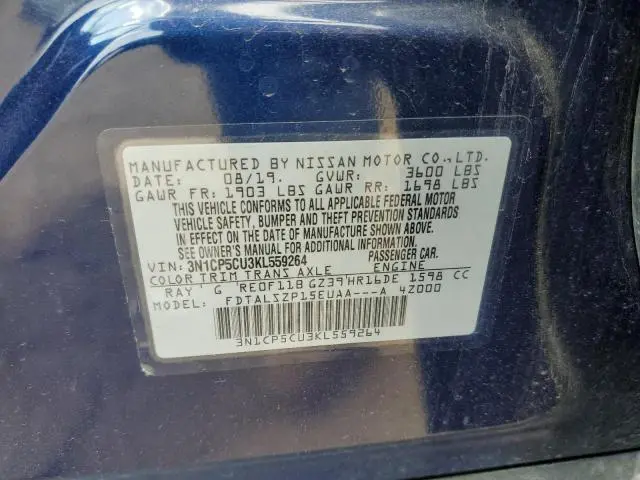 MANUFACTURED BY NISSAN MOTOR CO.,LTD.
DATE: 08/19. GVWR: 3600 LBS
GAWR FR: 1903 LBS GAWR RR: 1698 LBS
THIS VEHICLE CONFORMS TO ALL APPLICABLE FEDERAL MOTOR
VEHICLE SAFETY, BUMPER AND THEFT PREVENTION STANDARDS
IN EFFECT ON THE DATE OF MANUFACTURE SHOWN ABOVE.
SEE OWNER'S MANUAL FOR ADDITIONAL INFORMATION.
VIN: 3N1CP5CU3KL559264 PASSENGER CAR.
COLOR TRIM TRANS AXLE ENGINE
RAY G RE0F11B GZ39 HR16DE 1598 CC
MODEL: FDTALSZP15EUAA---A 4Z000
3N1CP5CU3KL559264